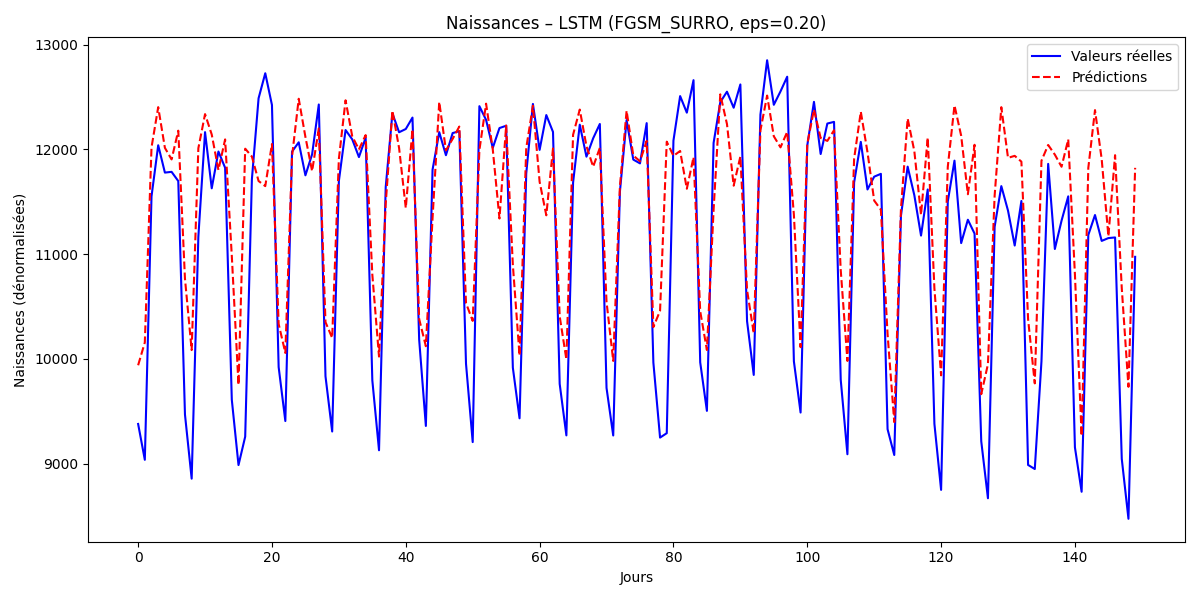 Naissances – LSTM (FGSM_SURRO, eps=0.20)
Valeurs réelles
Prédictions
Naissances (dénormalisées)
13000
12000
11000
10000
9000
0 20 40 60 80 100 120 140
Jours